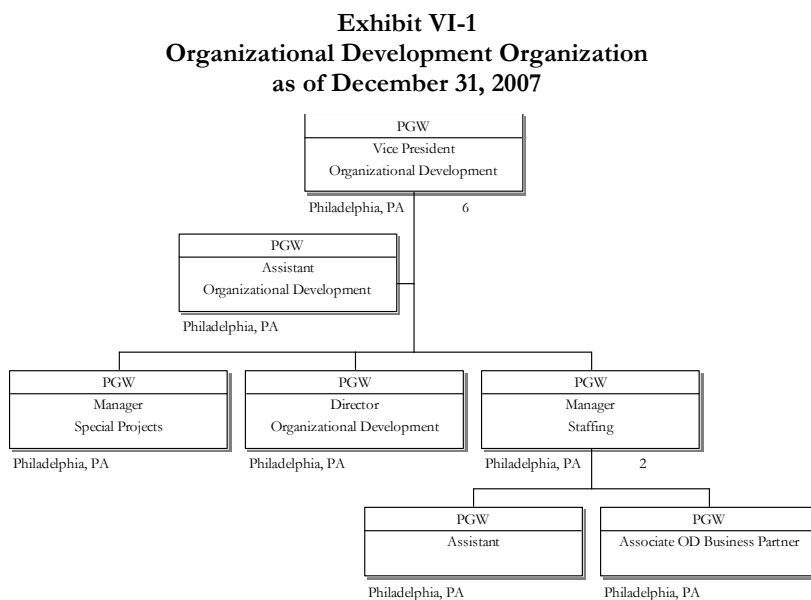 Exhibit VI-1
Organizational Development Organization
as of December 31, 2007
PGW
Vice President
Organizational Development
Philadelphia, PA 6
PGW
Assistant
Organizational Development
Philadelphia, PA
PGW
Manager
Special Projects
Philadelphia, PA
PGW
Director
Organizational Development
Philadelphia, PA
PGW
Manager
Staffing
Philadelphia, PA 2
PGW
Assistant
Philadelphia, PA
PGW
Associate OD Business Partner
Philadelphia, PA